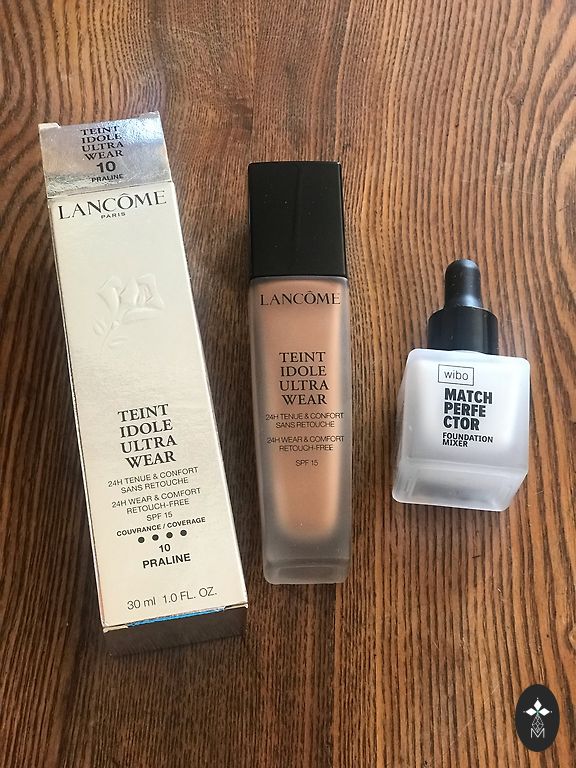 TEINT
IDOLE
ULTRA
WEAR
10
PRALINE
LANCÔME
PARIS
TEINT
IDOLE
ULTRA
WEAR
24H TENUE & CONFORT
SANS RETOUCHE
24H WEAR & COMFORT
RETOUCH-FREE
SPF 15
COUVRANCE / COVERAGE
10
PRALINE
30 ml 1.0 FL. OZ.
LANCÔME
TEINT
IDOLE
ULTRA
WEAR
24H TENUE & CONFORT
SANS RETOUCHE
24H WEAR & COMFORT
RETOUCH-FREE
SPF 15
wibo
MATCH
PERFE
CTOR
FOUNDATION
MIXER
M